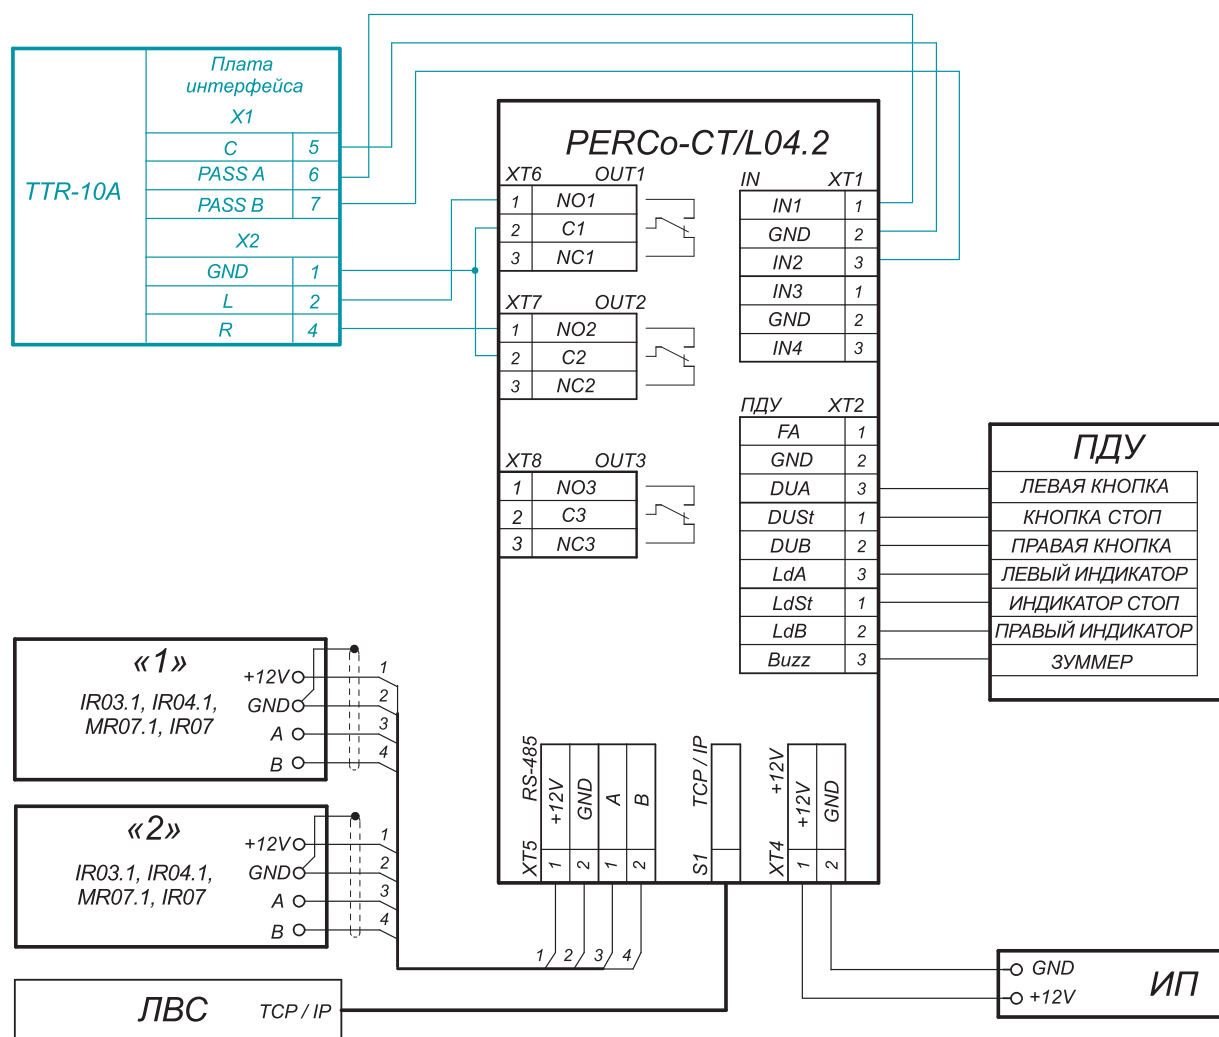 TTR-10A
Плата
интерфейса
X1
C 5
PASS A 6
PASS B 7
X2
GND 1
L 2
R 4
PERCo-CT/L04.2
XT6 OUT1
1 NO1
2 C1
3 NC1
XT7 OUT2
1 NO2
2 C2
3 NC2
XT8 OUT3
1 NO3
2 C3
3 NC3
IN XT1
IN1 1
GND 2
IN2 3
IN3 1
GND 2
IN4 3
ПДУ XT2
FA 1
GND 2
DUA 3
DUSt 1
DUB 2
LdA 3
LdSt 1
LdB 2
Buzz 3
ПДУ
ЛЕВАЯ КНОПКА
КНОПКА СТОП
ПРАВАЯ КНОПКА
ЛЕВЫЙ ИНДИКАТОР
ИНДИКАТОР СТОП
ПРАВЫЙ ИНДИКАТОР
ЗУММЕР
«1»
IR03.1, IR04.1,
MR07.1, IR07
+12V 1
GND 2
A 3
B 4
«2»
IR03.1, IR04.1,
MR07.1, IR07
+12V 1
GND 2
A 3
B 4
XT5 RS-485
1 +12V
2 GND
1 A
2 B
S1 TCP / IP
XT4 +12V
1 +12V
2 GND
1 2 3 4
ЛВС TCP / IP
ИП
GND
+12V